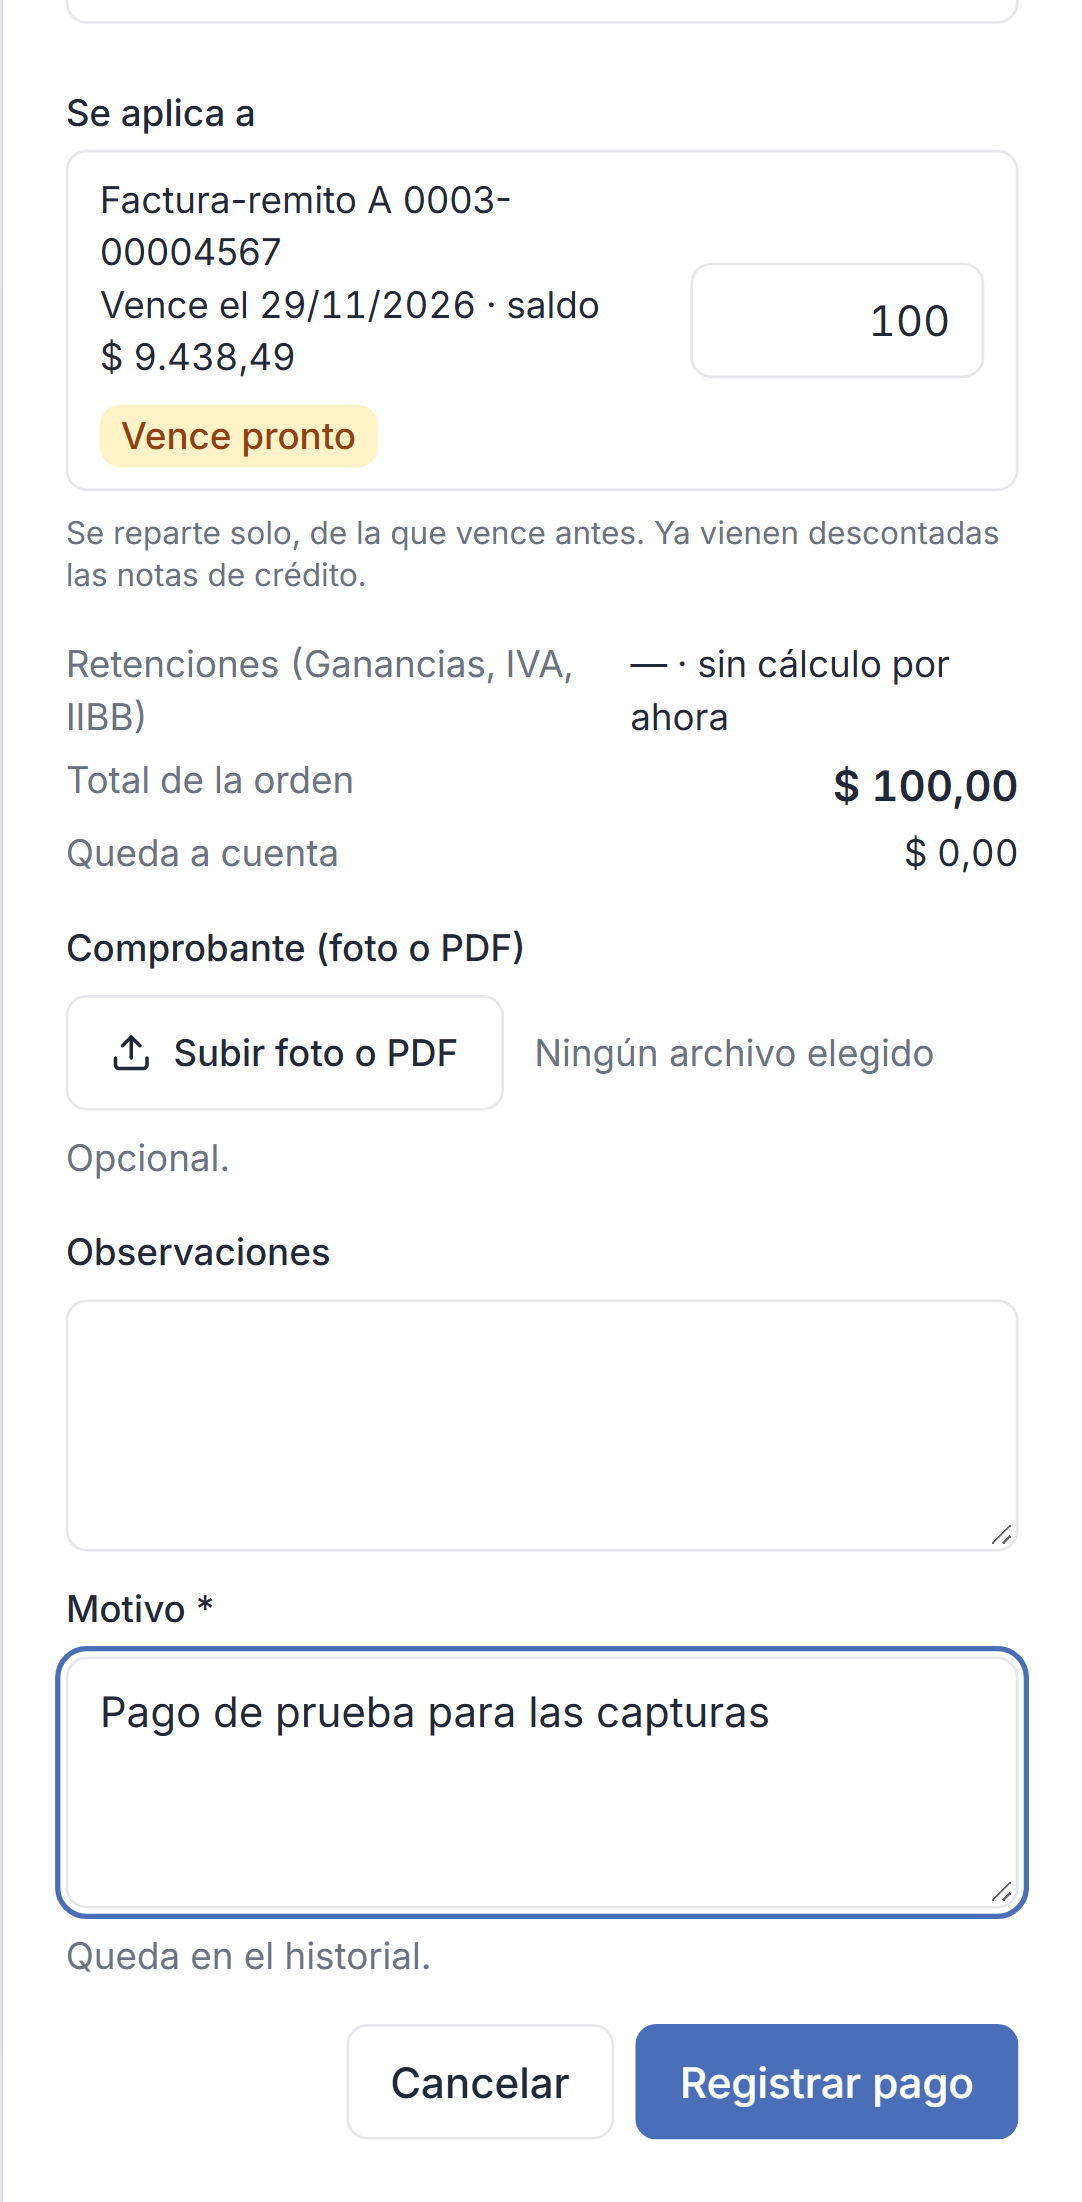 Se aplica a
Factura-remito A 0003-
00004567
Vence el 29/11/2026 · saldo
$ 9.438,49
100
Vence pronto
Se reparte solo, de la que vence antes. Ya vienen descontadas
las notas de crédito.
Retenciones (Ganancias, IVA,
IIBB)
— · sin cálculo por
ahora
Total de la orden
$ 100,00
Queda a cuenta
$ 0,00
Comprobante (foto o PDF)
Subir foto o PDF
Ningún archivo elegido
Opcional.
Observaciones
Motivo *
Pago de prueba para las capturas
Queda en el historial.
Cancelar
Registrar pago